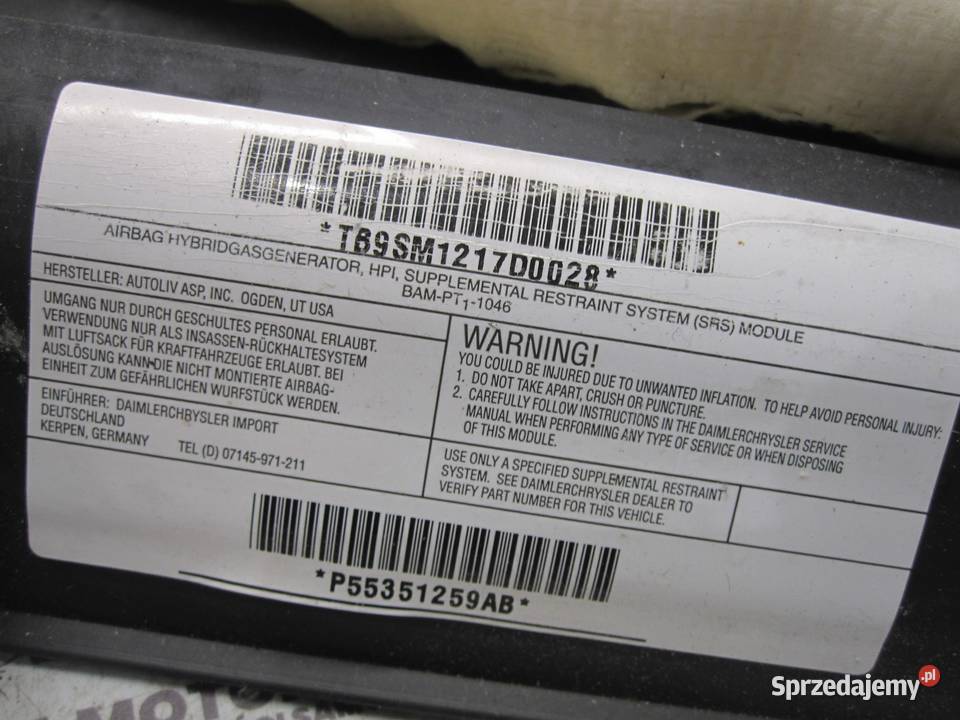 *TB9SM1217D0028*
AIRBAG HYBRIDGASGENERATOR, HPI, SUPPLEMENTAL RESTRAINT SYSTEM (SRS) MODULE
BAM-PT1-1046
HERSTELLER: AUTOLIV ASP, INC. OGDEN, UT USA
UMGANG NUR DURCH GESCHULTES PERSONAL ERLAUBT.
VERWENDUNG NUR ALS INSASSEN-RÜCKHALTESYSTEM
MIT LUFTSACK FÜR KRAFTFAHRZEUGE ERLAUBT. BEI
AUSLÖSUNG KANN DIE NICHT MONTIERTE AIRBAG-
EINHEIT ZUM GEFÄHRLICHEN WURFSTÜCK WERDEN.
EINFÜHRER: DAIMLERCHRYSLER IMPORT
DEUTSCHLAND
KERPEN, GERMANY TEL (D) 07145-971-211
WARNING!
YOU COULD BE INJURED DUE TO UNWANTED INFLATION. TO HELP AVOID PERSONAL INJURY:
1. DO NOT TAKE APART, CRUSH OR PUNCTURE.
2. CAREFULLY FOLLOW INSTRUCTIONS IN THE DAIMLERCHRYSLER SERVICE
MANUAL WHEN PERFORMING ANY TYPE OF SERVICE OR WHEN DISPOSING
OF THIS MODULE.
USE ONLY A SPECIFIED SUPPLEMENTAL RESTRAINT
SYSTEM. SEE DAIMLERCHRYSLER DEALER TO
VERIFY PART NUMBER FOR THIS VEHICLE.
*P55351259AB*
Sprzedajemy.pl